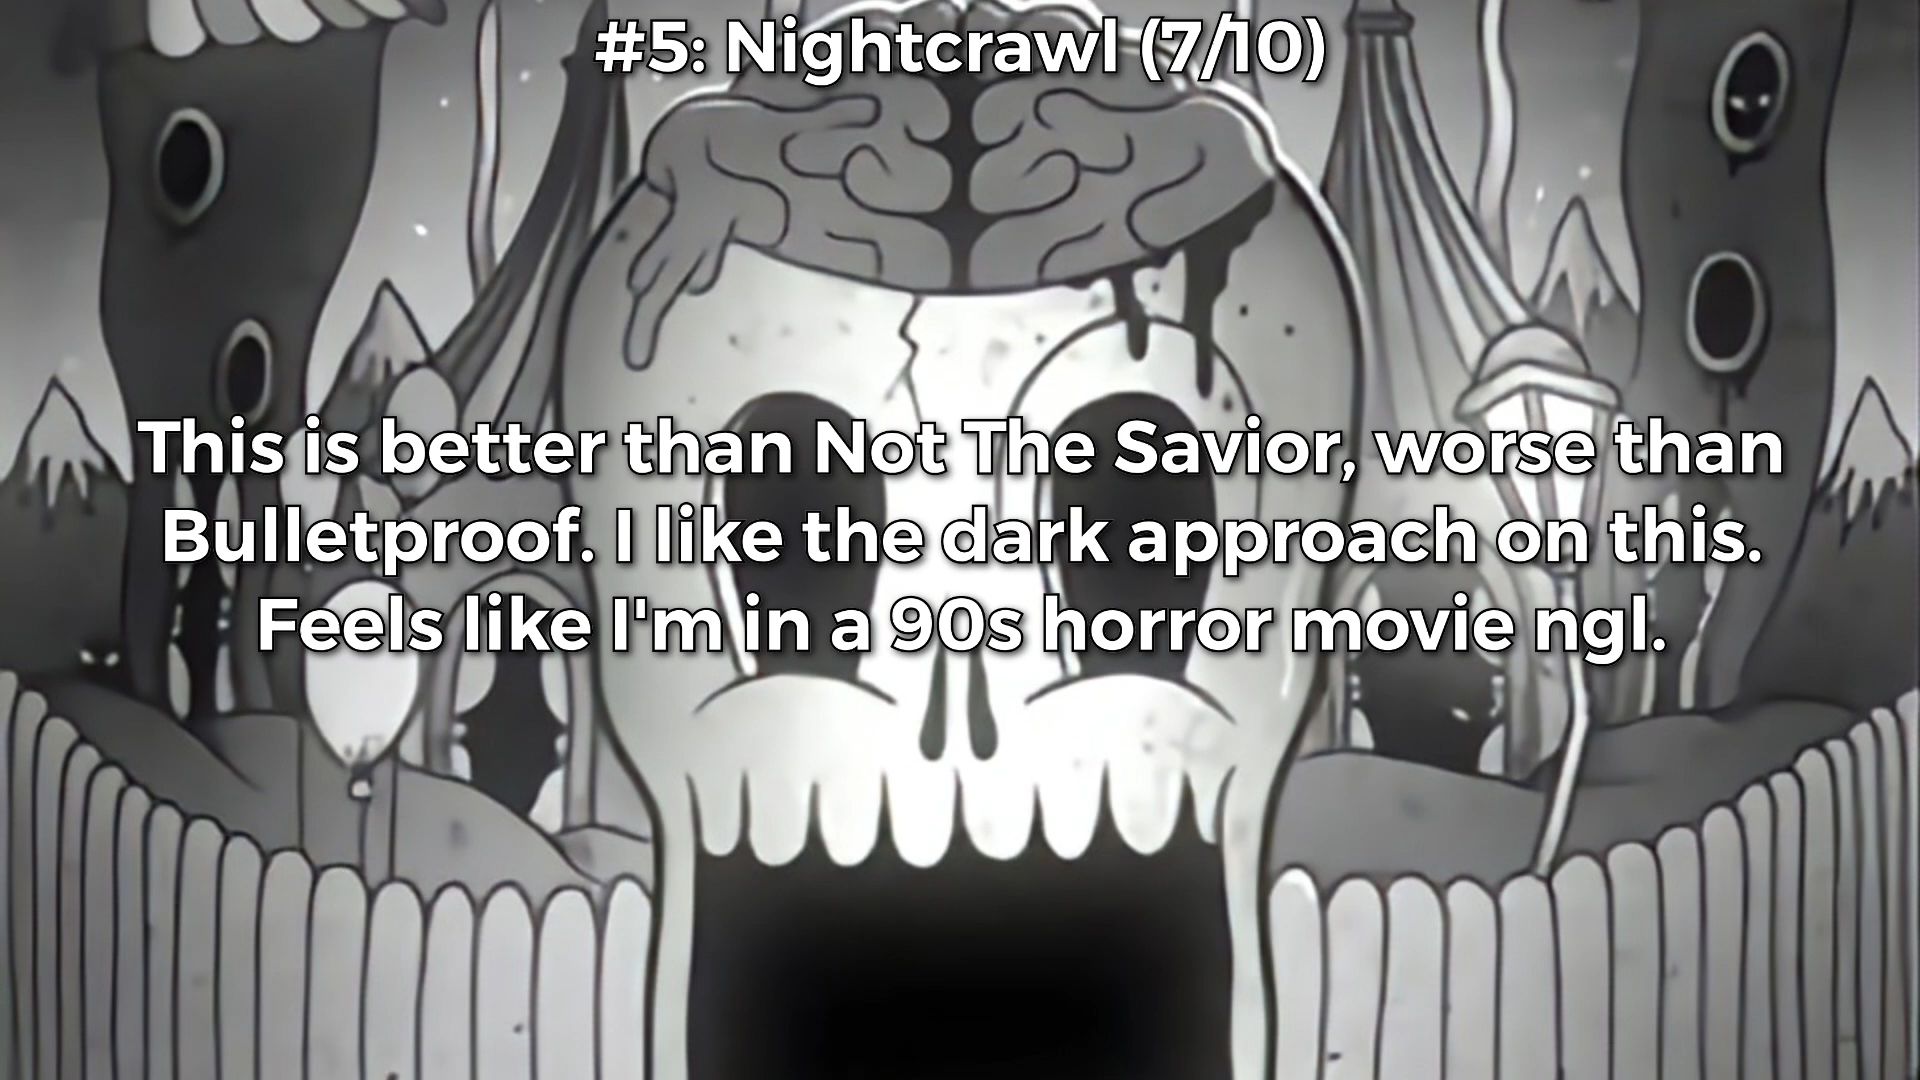 #5: Nightcrawl (7/10)
This is better than Not The Savior, worse than
Bulletproof. I like the dark approach on this.
Feels like I'm in a 90s horror movie ngl.